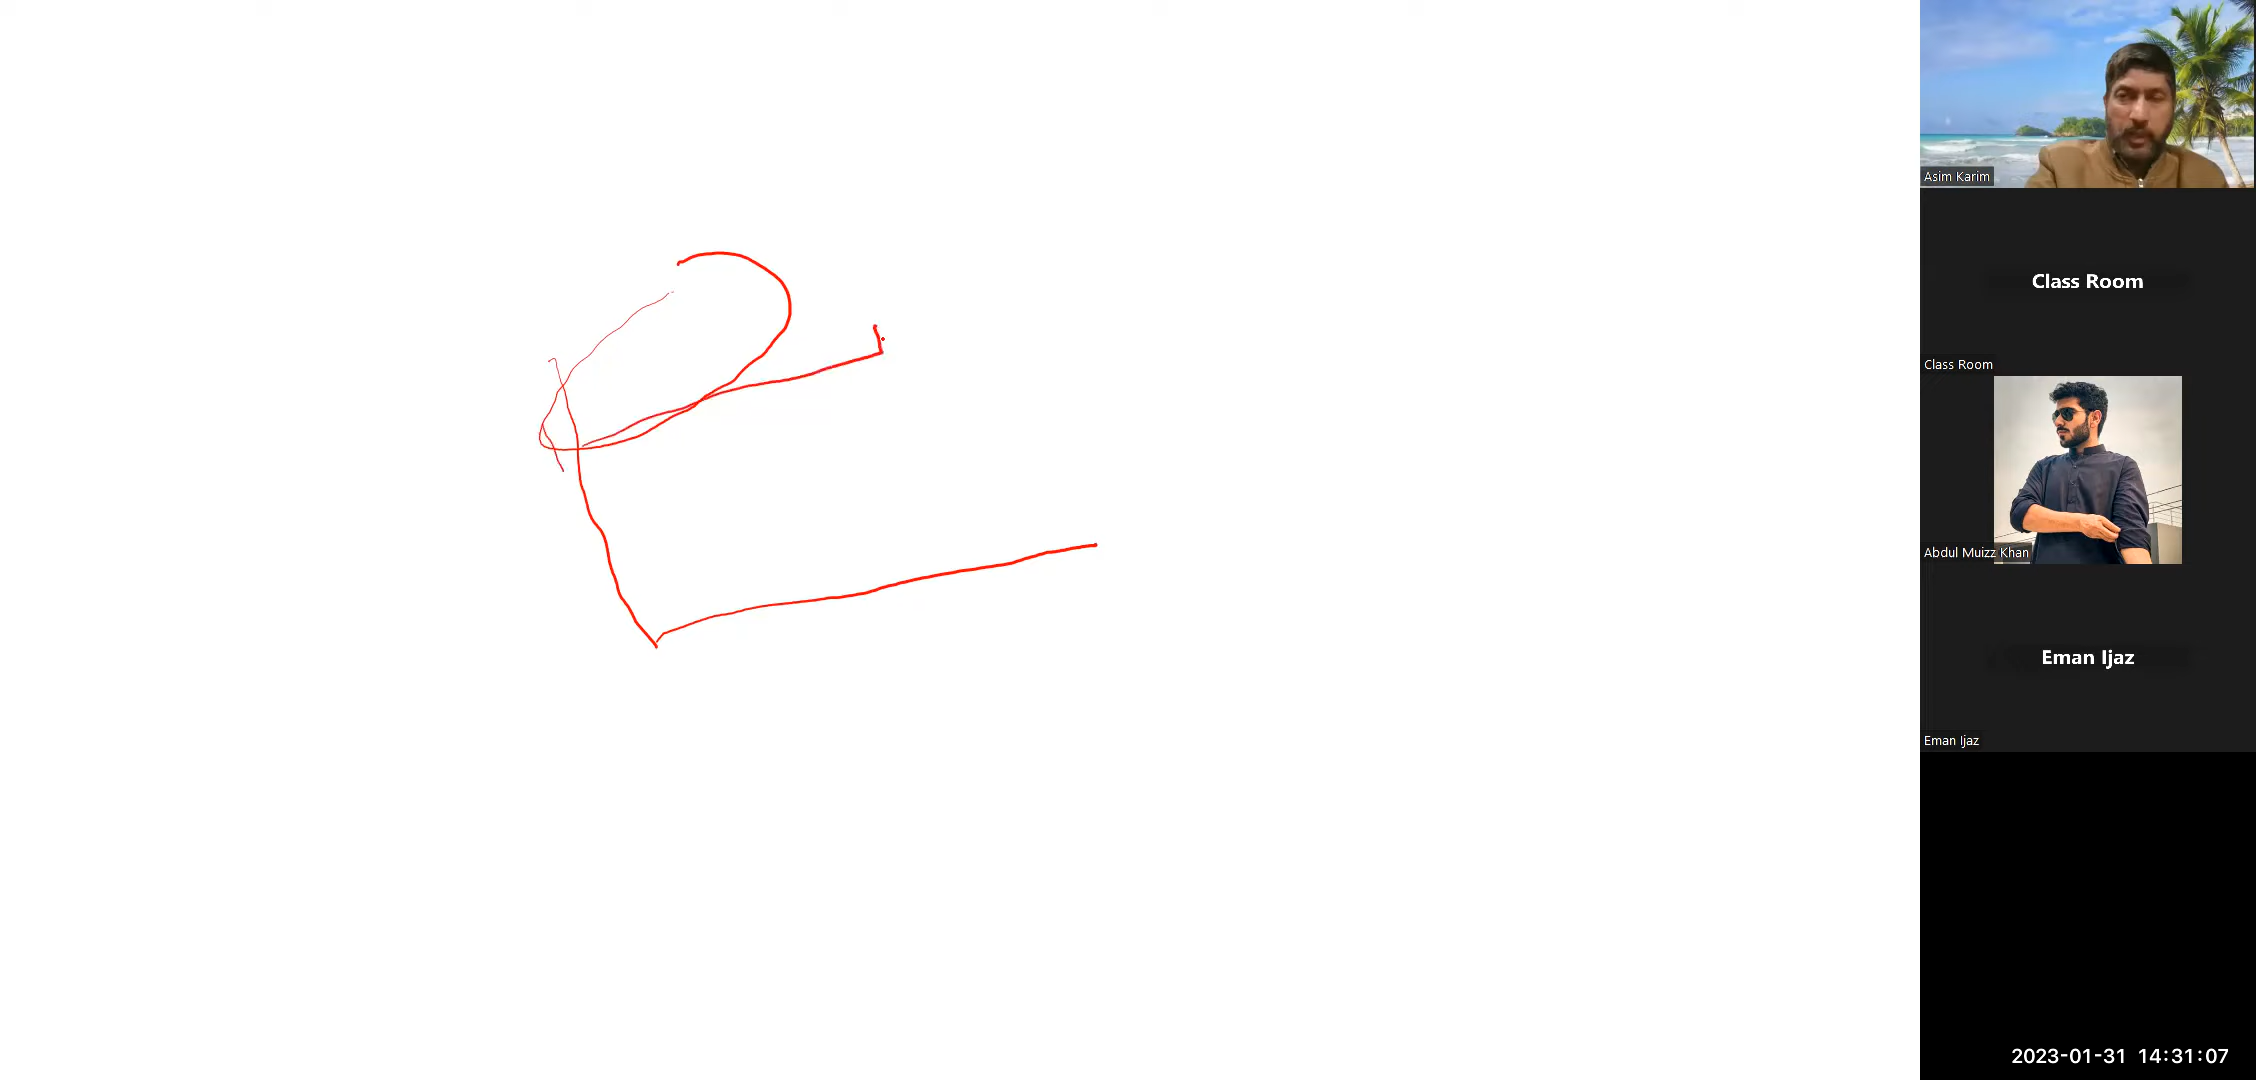 Asim Karim
Class Room
Class Room
Abdul Muizz Khan
Eman Ijaz
Eman Ijaz
2023-01-31 14:31:07